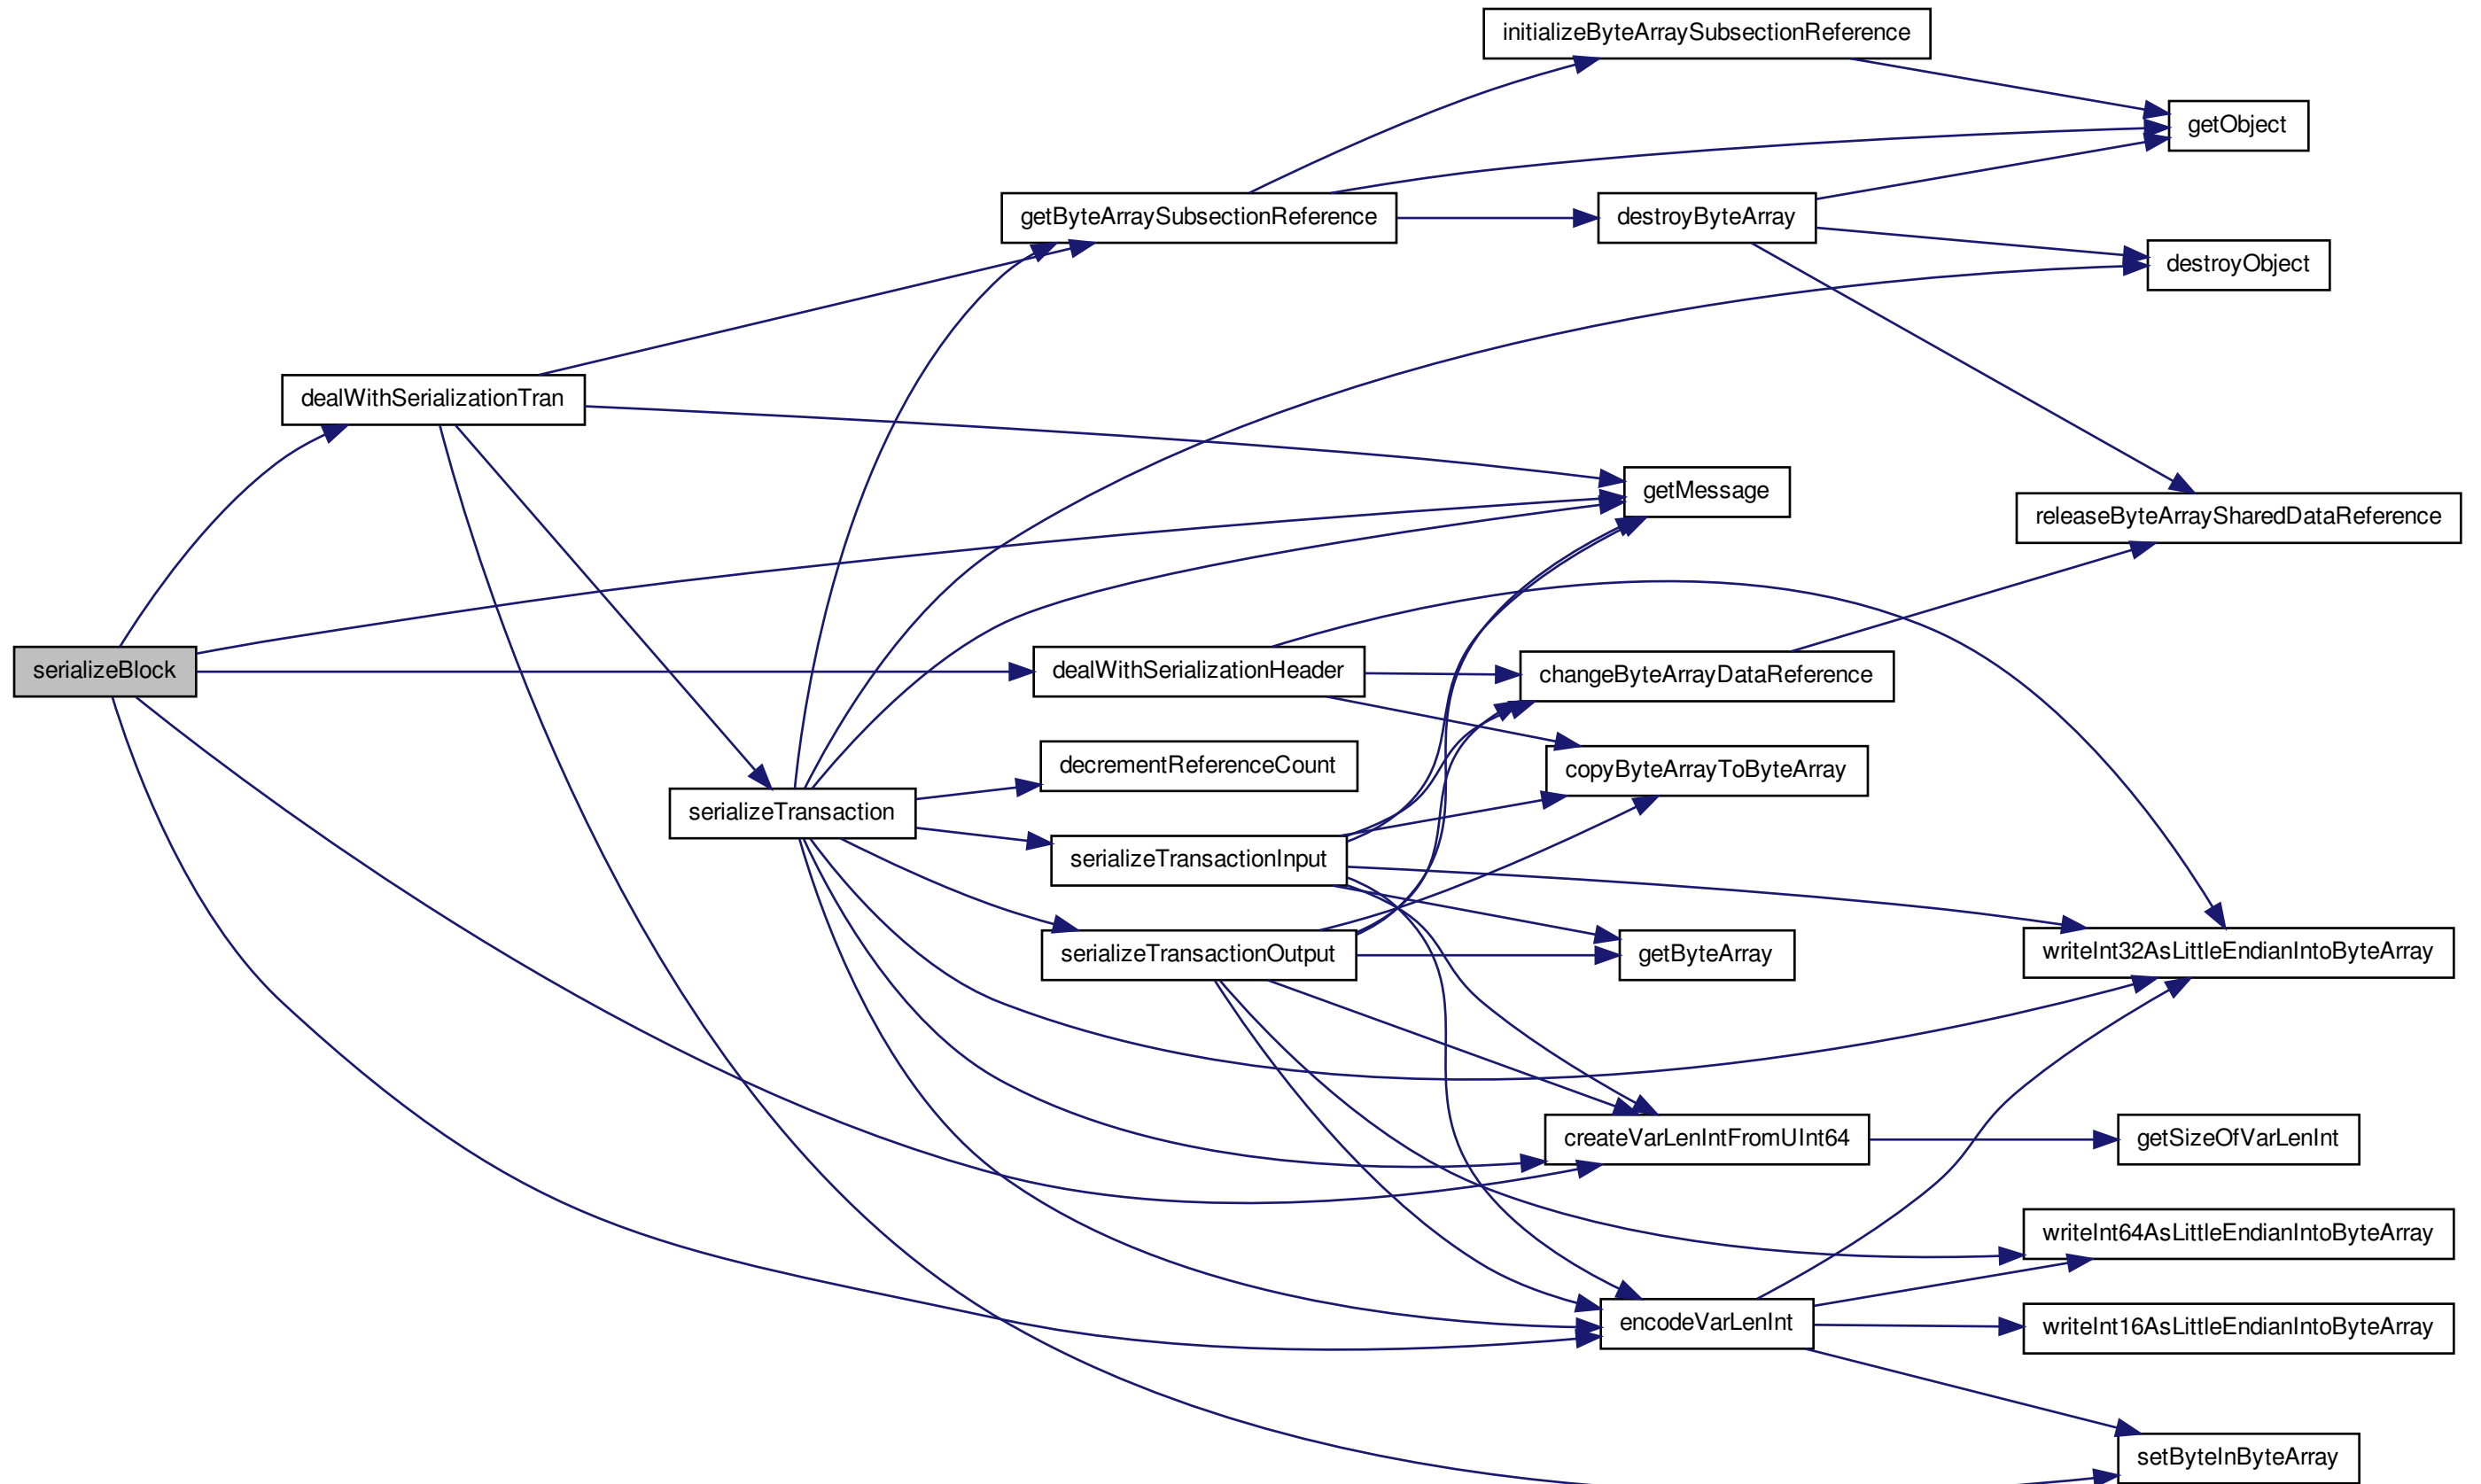 initializeByteArraySubsectionReference
getObject
getByteArraySubsectionReference
destroyByteArray
destroyObject
dealWithSerializationTran
getMessage
releaseByteArraySharedDataReference
serializeBlock
dealWithSerializationHeader
changeByteArrayDataReference
decrementReferenceCount
copyByteArrayToByteArray
serializeTransaction
serializeTransactionInput
serializeTransactionOutput
getByteArray
writeInt32AsLittleEndianIntoByteArray
createVarLenIntFromUInt64
getSizeOfVarLenInt
writeInt64AsLittleEndianIntoByteArray
encodeVarLenInt
writeInt16AsLittleEndianIntoByteArray
setByteInByteArray